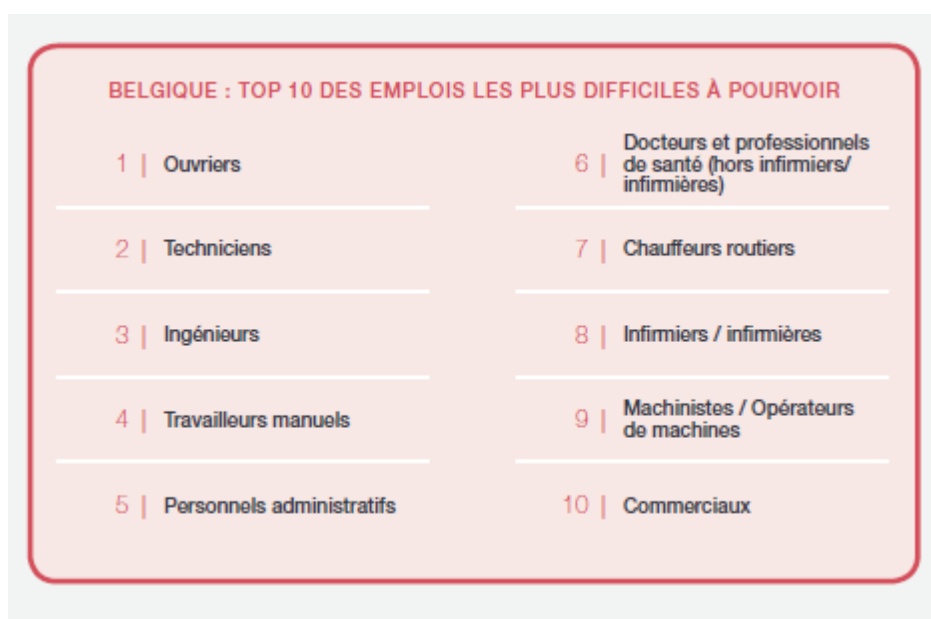 BELGIQUE : TOP 10 DES EMPLOIS LES PLUS DIFFICILES À POURVOIR
1 | Ouvriers
2 | Techniciens
3 | Ingénieurs
4 | Travailleurs manuels
5 | Personnels administratifs
6 | Docteurs et professionnels
de santé (hors infirmiers/
infirmières)
7 | Chauffeurs routiers
8 | Infirmiers / infirmières
9 | Machinistes / Opérateurs
de machines
10 | Commerciaux